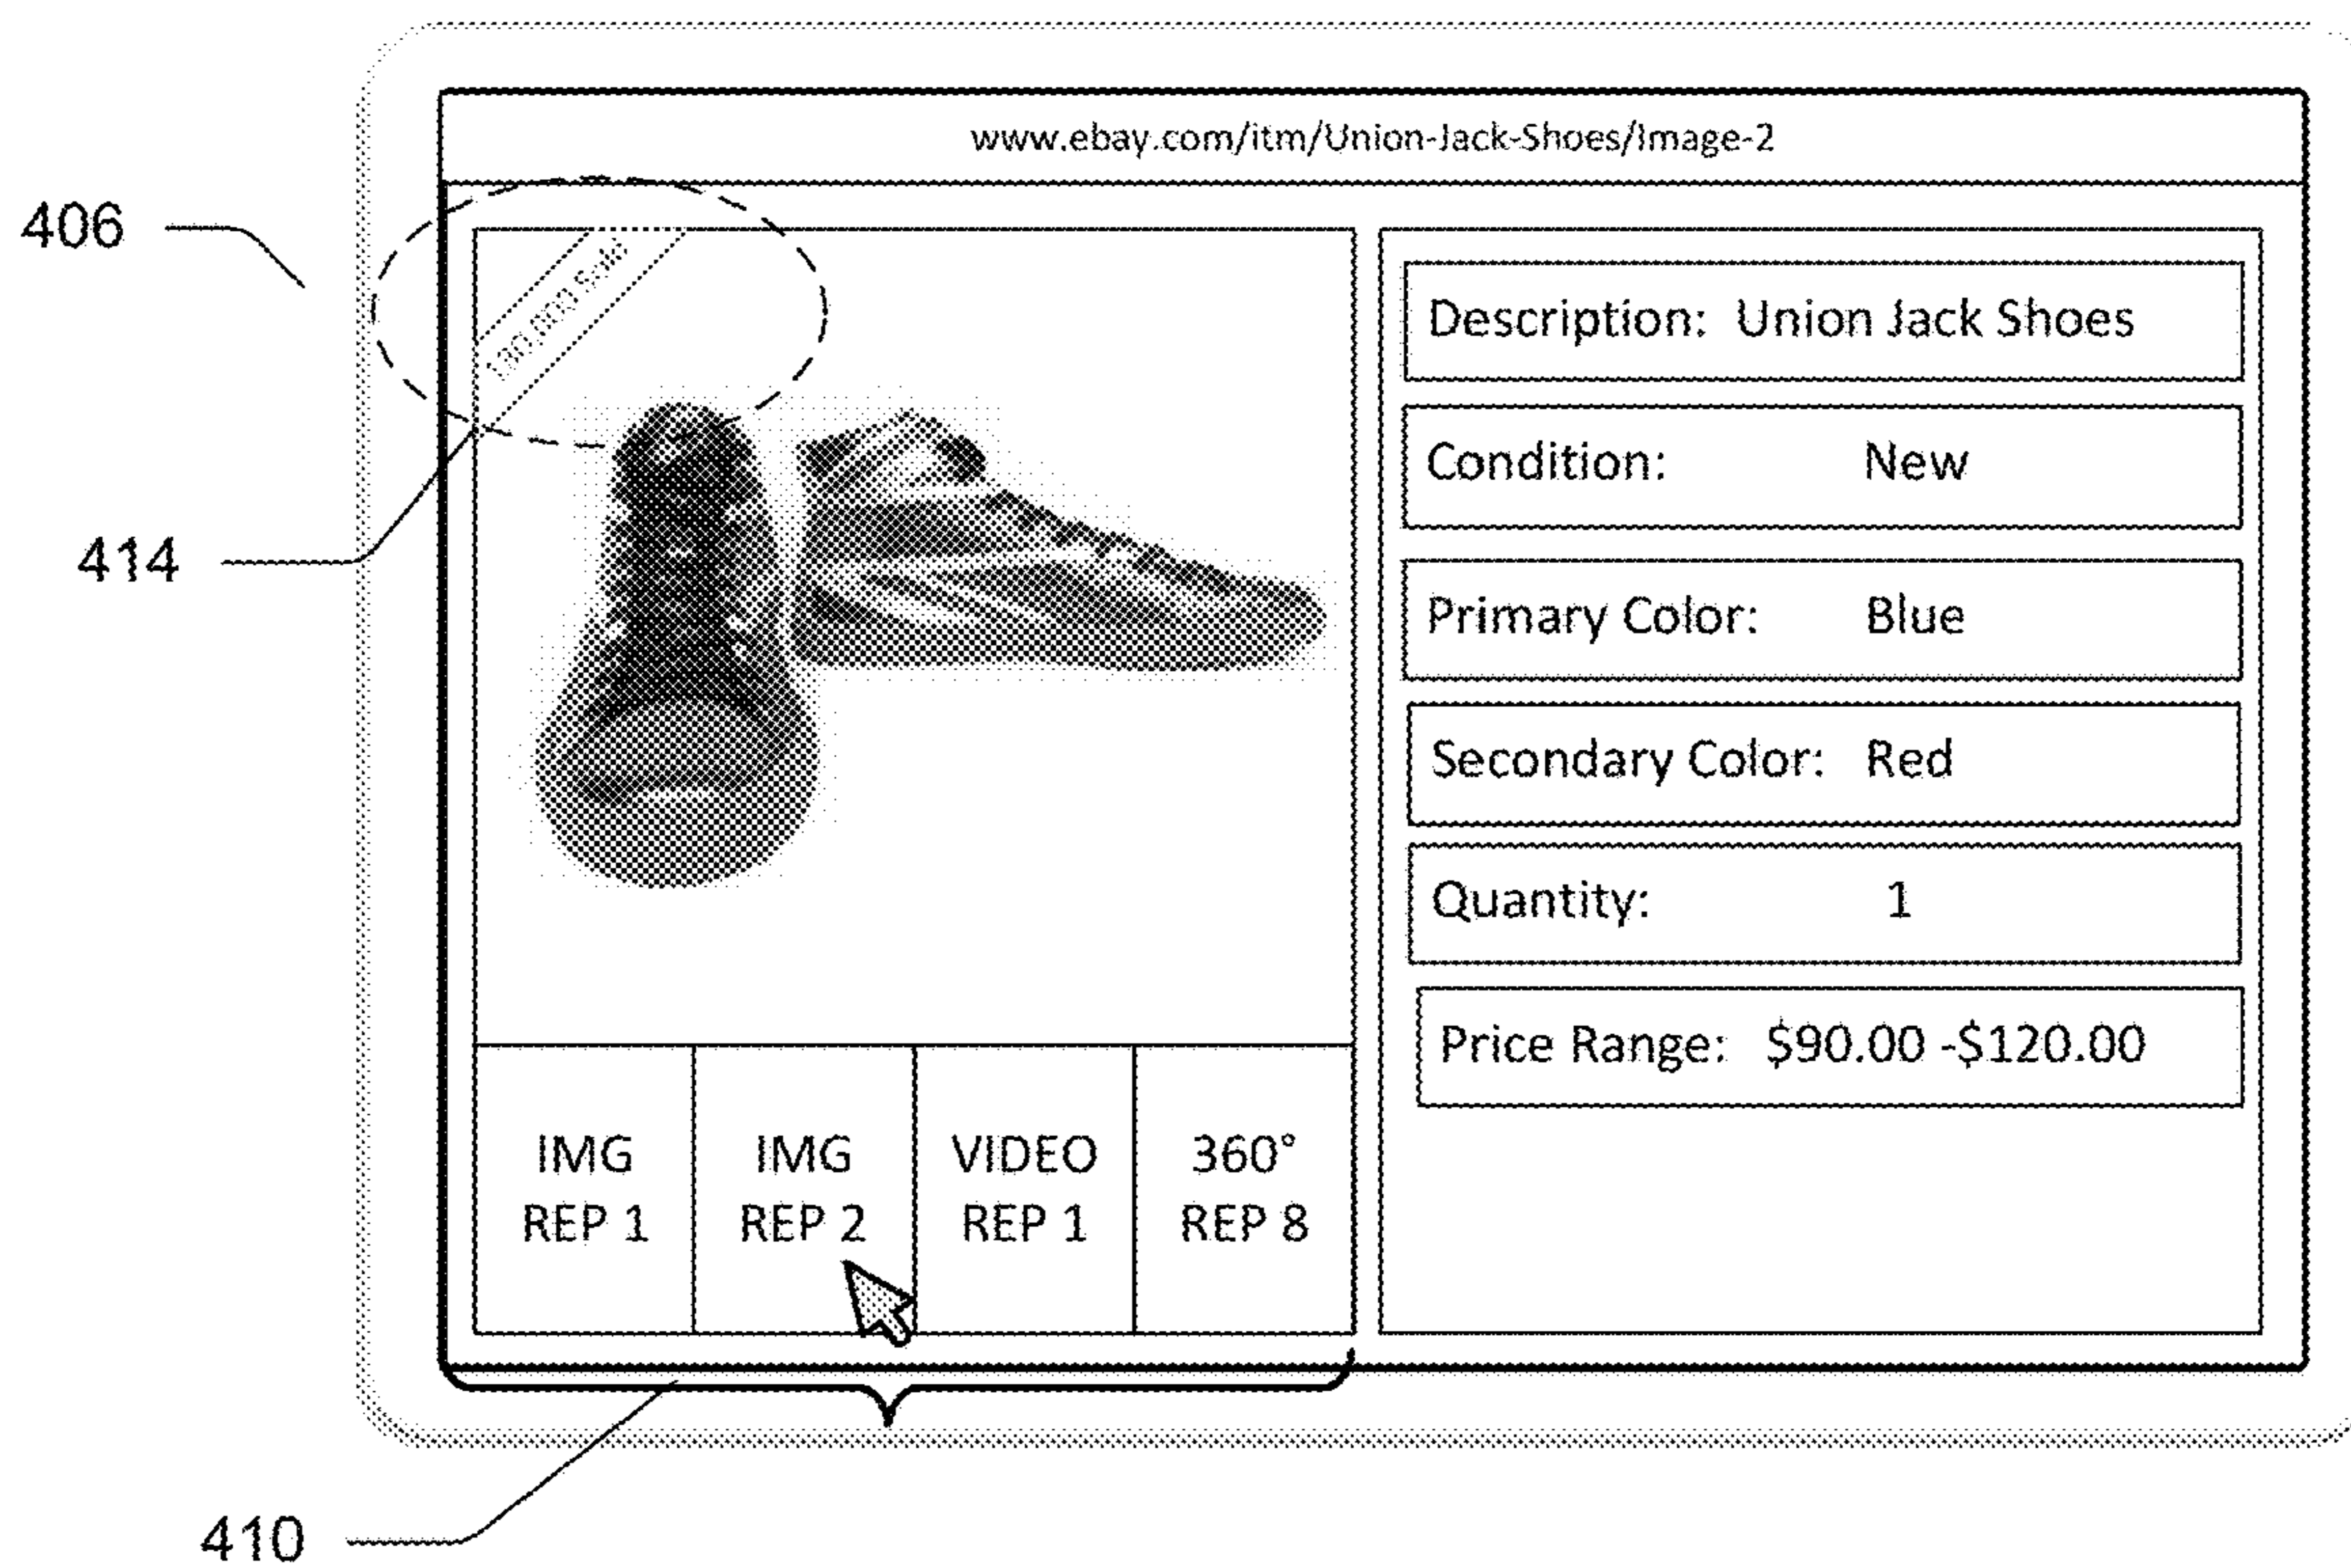 www.ebay.com/itm/Union-Jack-Shoes/Image-2
406
414
Description: Union Jack Shoes
Condition: New
Primary Color: Blue
Secondary Color: Red
Quantity: 1
Price Range: $90.00 -$120.00
IMG REP 1
IMG REP 2
VIDEO REP 1
360° REP 8
410